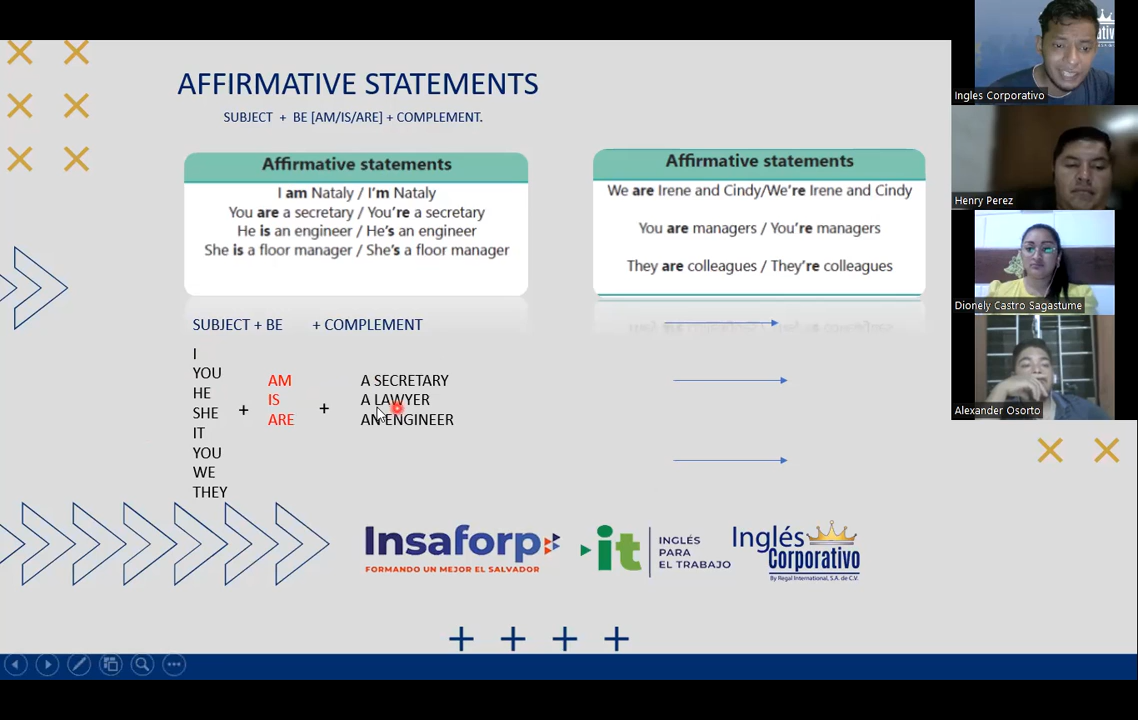 AFFIRMATIVE STATEMENTS
SUBJECT + BE [AM/IS/ARE] + COMPLEMENT.
Affirmative statements
I am Nataly / I'm Nataly
You are a secretary / You're a secretary
He is an engineer / He's an engineer
She is a floor manager / She's a floor manager
Affirmative statements
We are Irene and Cindy/We're Irene and Cindy
You are managers / You're managers
They are colleagues / They're colleagues
SUBJECT + BE + COMPLEMENT
I
YOU
HE
SHE
IT
YOU
WE
THEY
+
AM
IS
ARE
+
A SECRETARY
A LAWYER
AN ENGINEER
Insaforp
FORMANDO UN MEJOR EL SALVADOR
it
INGLÉS
PARA
EL TRABAJO
Inglés
Corporativo
By Regal International, S.A. de C.V.
Ingles Corporativo
Henry Perez
Dionely Castro Sagastume
Alexander Osorto